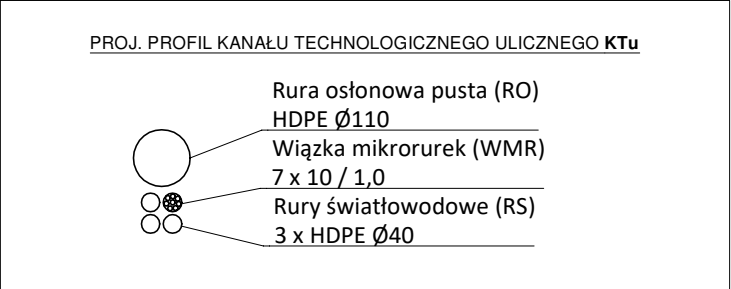 PROJ. PROFIL KANAŁU TECHNOLOGICZNEGO ULICZNEGO KTu
Rura osłonowa pusta (RO)
HDPE Ø110
Wiązka mikrorurek (WMR)
7 x 10 / 1,0
Rury światłowodowe (RS)
3 x HDPE Ø40